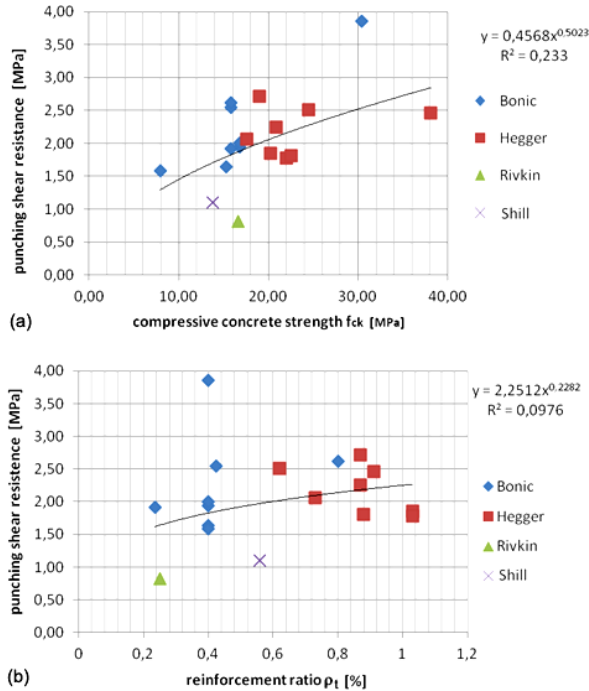 (a)
punching shear resistance [MPa]
4,00
3,50
3,00
2,50
2,00
1,50
1,00
0,50
0,00
0,00 10,00 20,00 30,00 40,00
compressive concrete strength fck [MPa]
y = 0,4568x^0,5023
R² = 0,233
Bonic
Hegger
Rivkin
Shill
(b)
punching shear resistence [MPa]
4,00
3,50
3,00
2,50
2,00
1,50
1,00
0,50
0,00
0 0,2 0,4 0,6 0,8 1 1,2
reinforcement ratio ρt [%]
y = 2,2512x^0.2282
R² = 0,0976
Bonic
Hegger
Rivkin
Shill